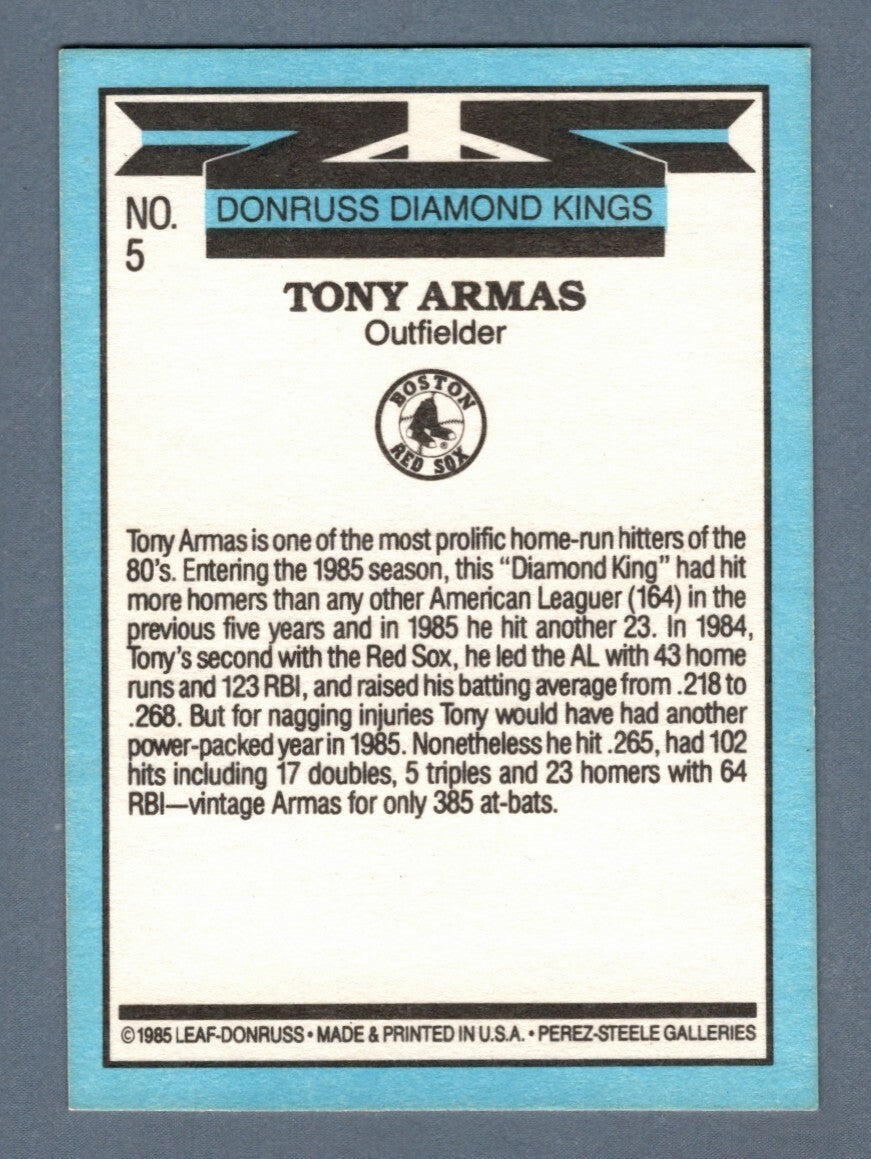 NO.
5
DONRUSS DIAMOND KINGS
TONY ARMAS
Outfielder
BOSTON
RED SOX
®
Tony Armas is one of the most prolific home-run hitters of the
80's. Entering the 1985 season, this "Diamond King" had hit
more homers than any other American Leaguer (164) in the
previous five years and in 1985 he hit another 23. In 1984,
Tony's second with the Red Sox, he led the AL with 43 home
runs and 123 RBI, and raised his batting average from .218 to
.268. But for nagging injuries Tony would have had another
power-packed year in 1985. Nonetheless he hit .265, had 102
hits including 17 doubles, 5 triples and 23 homers with 64
RBI—vintage Armas for only 385 at-bats.
©1985 LEAF-DONRUSS • MADE & PRINTED IN U.S.A. • PEREZ-STEELE GALLERIES